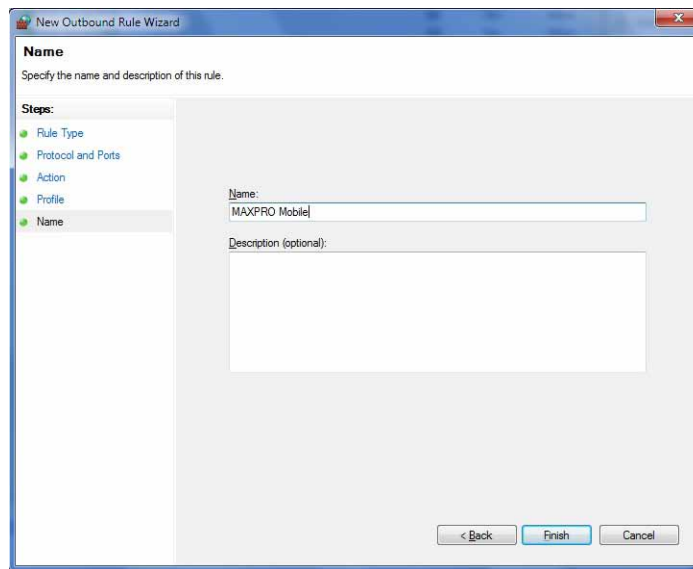 New Outbound Rule Wizard
Name
Specify the name and description of this rule.
Steps:
Rule Type
Protocol and Ports
Action
Profile
Name
Name:
MAXPRO Mobile
Description (optional):
< Back
Finish
Cancel